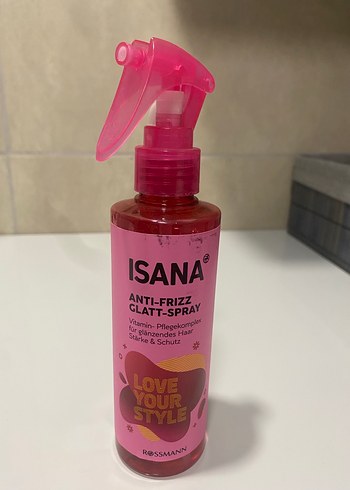 ISANA
ANTI-FRIZZ
GLATT-SPRAY
Vitamin- Pflegekomplex
für glänzendes Haar
Stärke & Schutz
LOVE
YOUR
STYLE
ROSSMANN